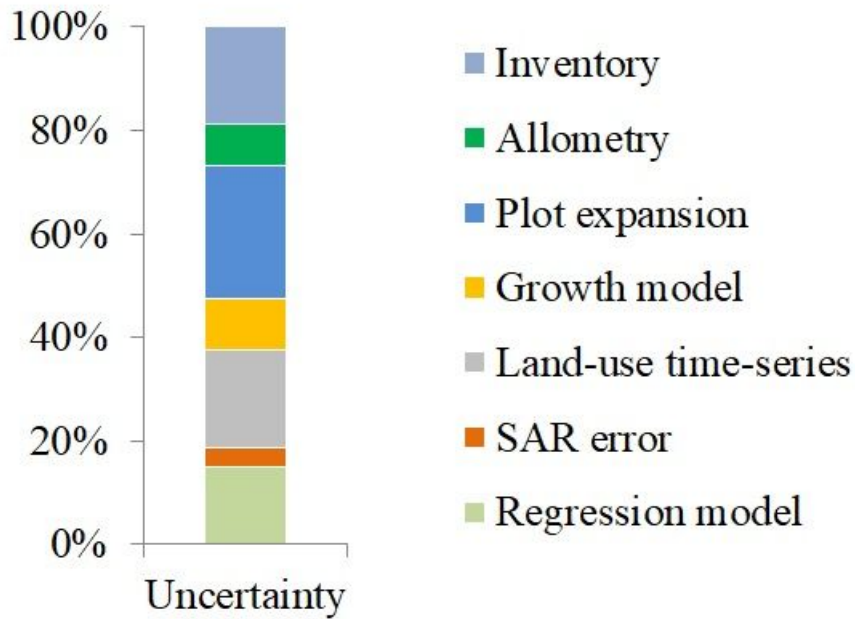 100%
80%
60%
40%
20%
0%
Uncertainty
Inventory
Allometry
Plot expansion
Growth model
Land-use time-series
SAR error
Regression model